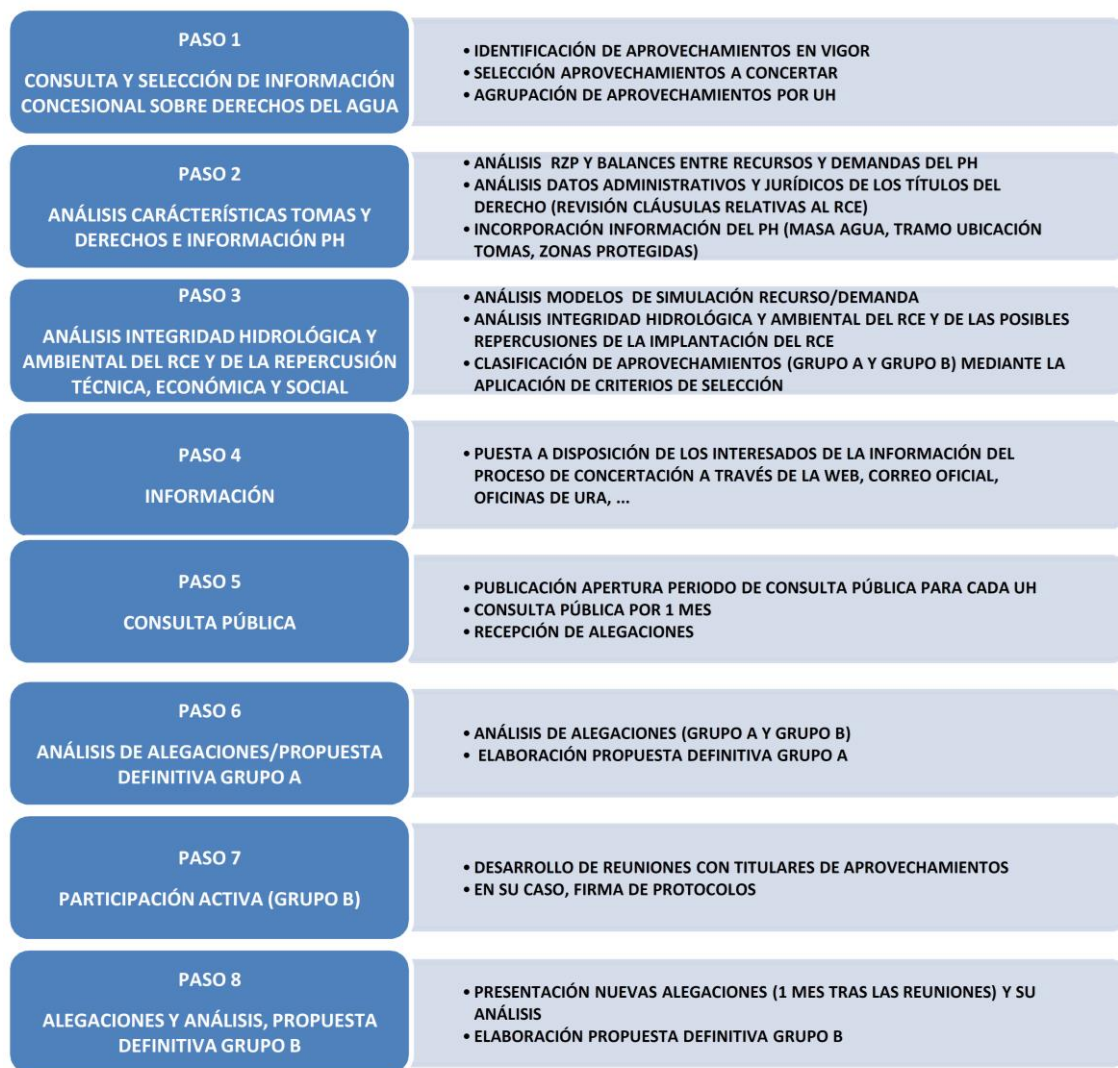 PASO 1
CONSULTA Y SELECCIÓN DE INFORMACIÓN
CONCESIONAL SOBRE DERECHOS DEL AGUA
• IDENTIFICACIÓN DE APROVECHAMIENTOS EN VIGOR
• SELECCIÓN APROVECHAMIENTOS A CONCERTAR
• AGRUPACIÓN DE APROVECHAMIENTOS POR UH
PASO 2
ANÁLISIS CARÁCTERÍSTICAS TOMAS Y
DERECHOS E INFORMACIÓN PH
• ANÁLISIS RZP Y BALANCES ENTRE RECURSOS Y DEMANDAS DEL PH
• ANÁLISIS DATOS ADMINISTRATIVOS Y JURÍDICOS DE LOS TÍTULOS DEL
DERECHO (REVISIÓN CLÁUSULAS RELATIVAS AL RCE)
• INCORPORACIÓN INFORMACIÓN DEL PH (MASA AGUA, TRAMO UBICACIÓN
TOMAS, ZONAS PROTEGIDAS)
PASO 3
ANÁLISIS INTEGRIDAD HIDROLÓGICA Y
AMBIENTAL DEL RCE Y DE LA REPERCUSIÓN
TÉCNICA, ECONÓMICA Y SOCIAL
• ANÁLISIS MODELOS DE SIMULACIÓN RECURSO/DEMANDA
• ANÁLISIS INTEGRIDAD HIDROLÓGICA Y AMBIENTAL DEL RCE Y DE LAS POSIBLES
REPERCUSIONES DE LA IMPLANTACIÓN DEL RCE
• CLASIFICACIÓN DE APROVECHAMIENTOS (GRUPO A Y GRUPO B) MEDIANTE LA
APLICACIÓN DE CRITERIOS DE SELECCIÓN
PASO 4
INFORMACIÓN
• PUESTA A DISPOSICIÓN DE LOS INTERESADOS DE LA INFORMACIÓN DEL
PROCESO DE CONCERTACIÓN A TRAVÉS DE LA WEB, CORREO OFICIAL,
OFICINAS DE URA, ...
PASO 5
CONSULTA PÚBLICA
• PUBLICACIÓN APERTURA PERIODO DE CONSULTA PÚBLICA PARA CADA UH
• CONSULTA PÚBLICA POR 1 MES
• RECEPCIÓN DE ALEGACIONES
PASO 6
ANÁLISIS DE ALEGACIONES/PROPUESTA
DEFINITIVA GRUPO A
• ANÁLISIS DE ALEGACIONES (GRUPO A Y GRUPO B)
• ELABORACIÓN PROPUESTA DEFINITIVA GRUPO A
PASO 7
PARTICIPACIÓN ACTIVA (GRUPO B)
• DESARROLLO DE REUNIONES CON TITULARES DE APROVECHAMIENTOS
• EN SU CASO, FIRMA DE PROTOCOLOS
PASO 8
ALEGACIONES Y ANÁLISIS, PROPUESTA
DEFINITIVA GRUPO B
• PRESENTACIÓN NUEVAS ALEGACIONES (1 MES TRAS LAS REUNIONES) Y SU
ANÁLISIS
• ELABORACIÓN PROPUESTA DEFINITIVA GRUPO B